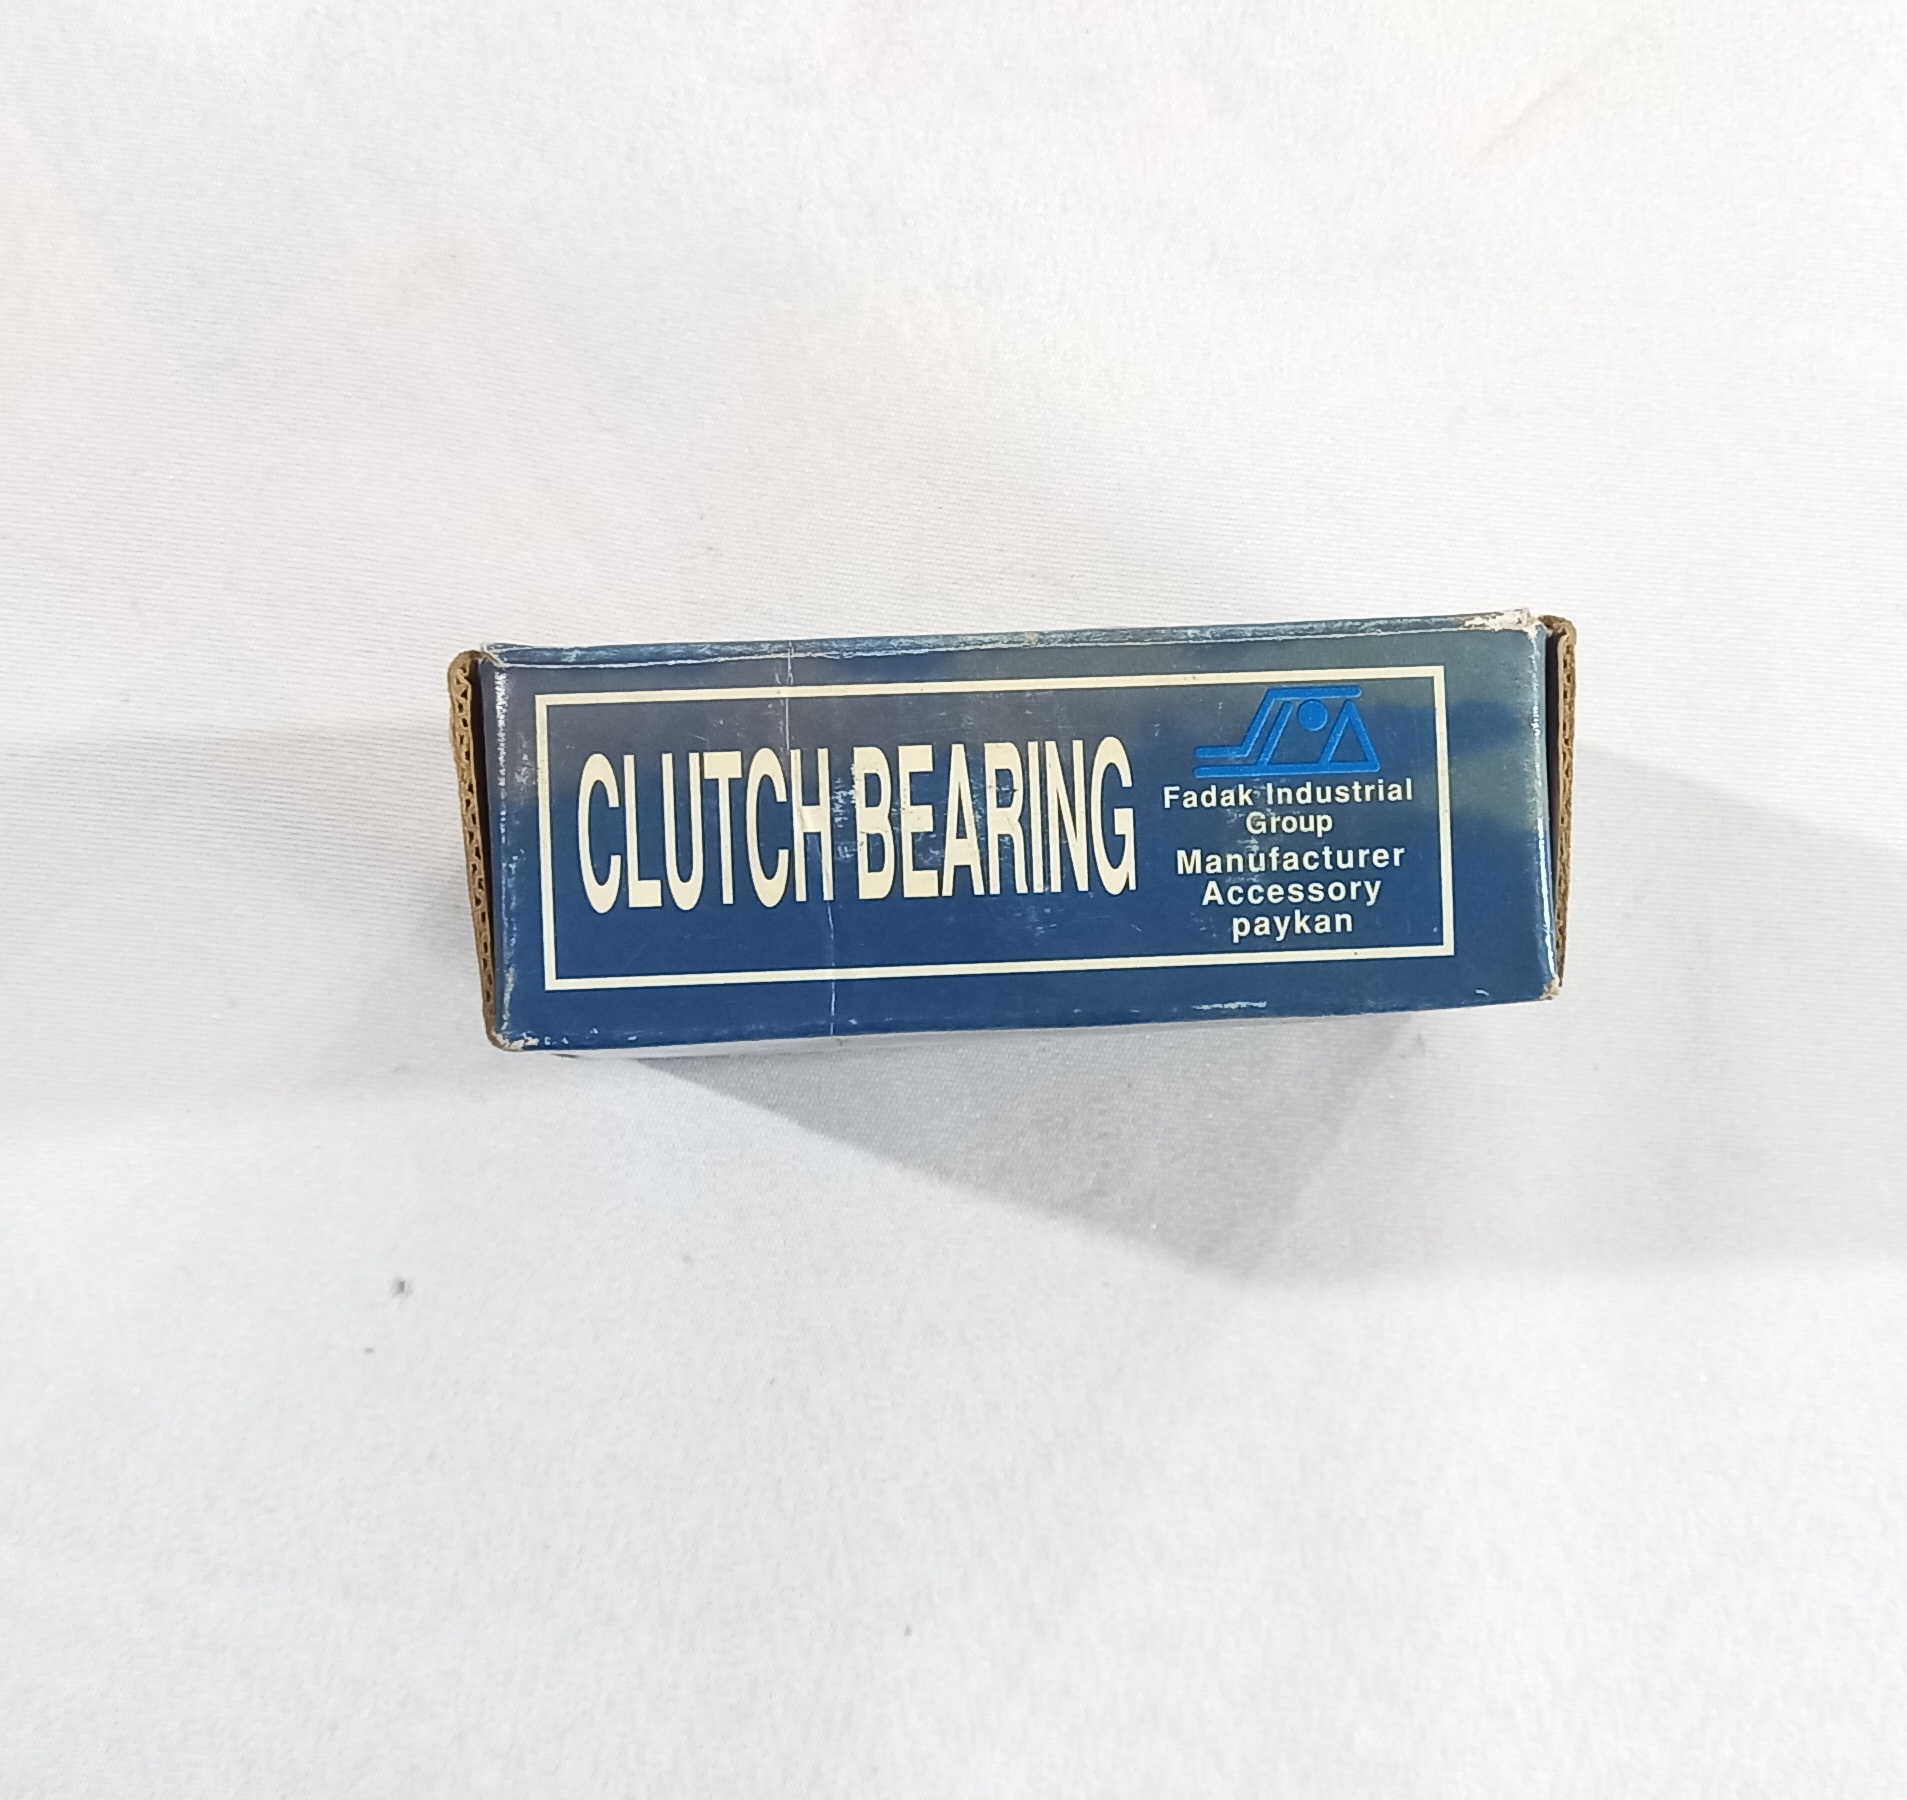 CLUTCH BEARING
Fadak Industrial
Group
Manufacturer
Accessory
paykan